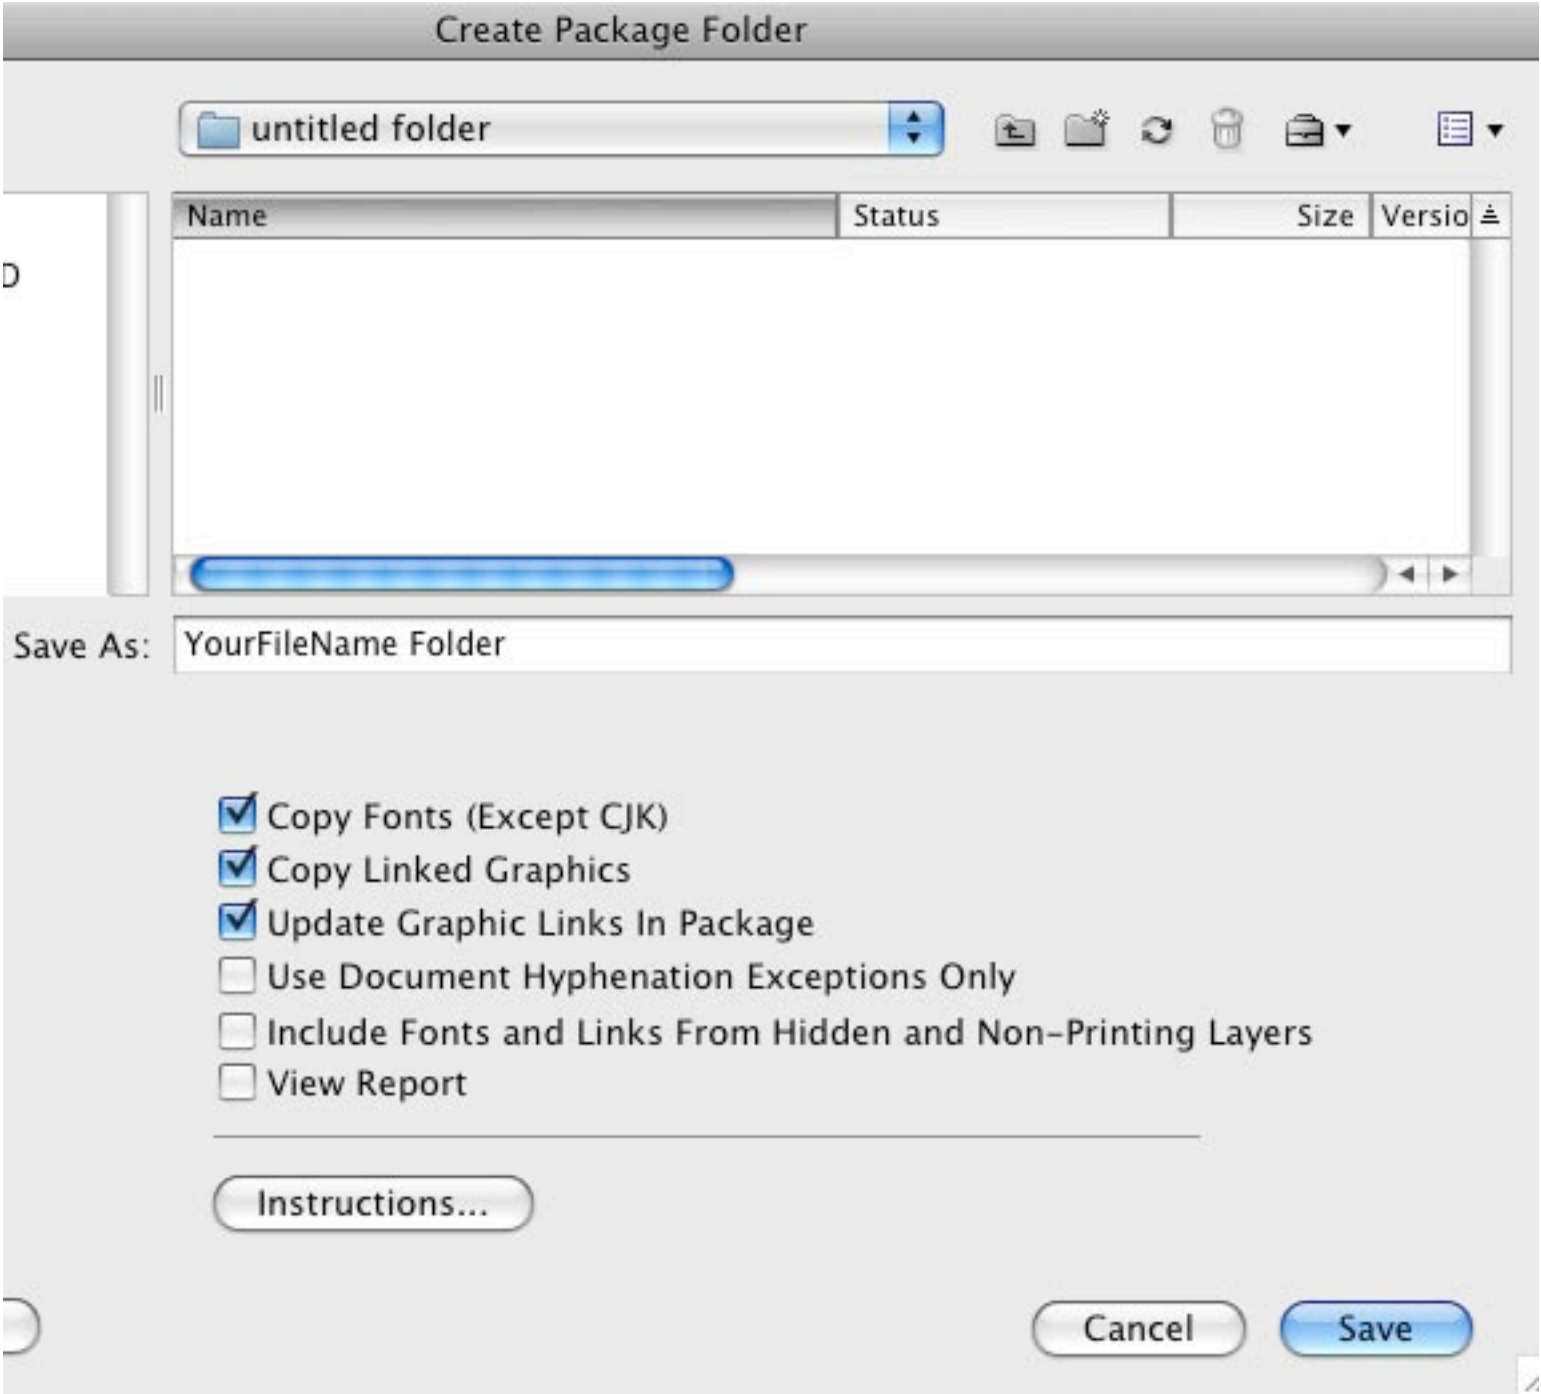 Create Package Folder
untitled folder
Name Status Size Versio
D
Save As: YourFileName Folder
Copy Fonts (Except CJK)
Copy Linked Graphics
Update Graphic Links In Package
Use Document Hyphenation Exceptions Only
Include Fonts and Links From Hidden and Non-Printing Layers
View Report
Instructions...
Cancel Save